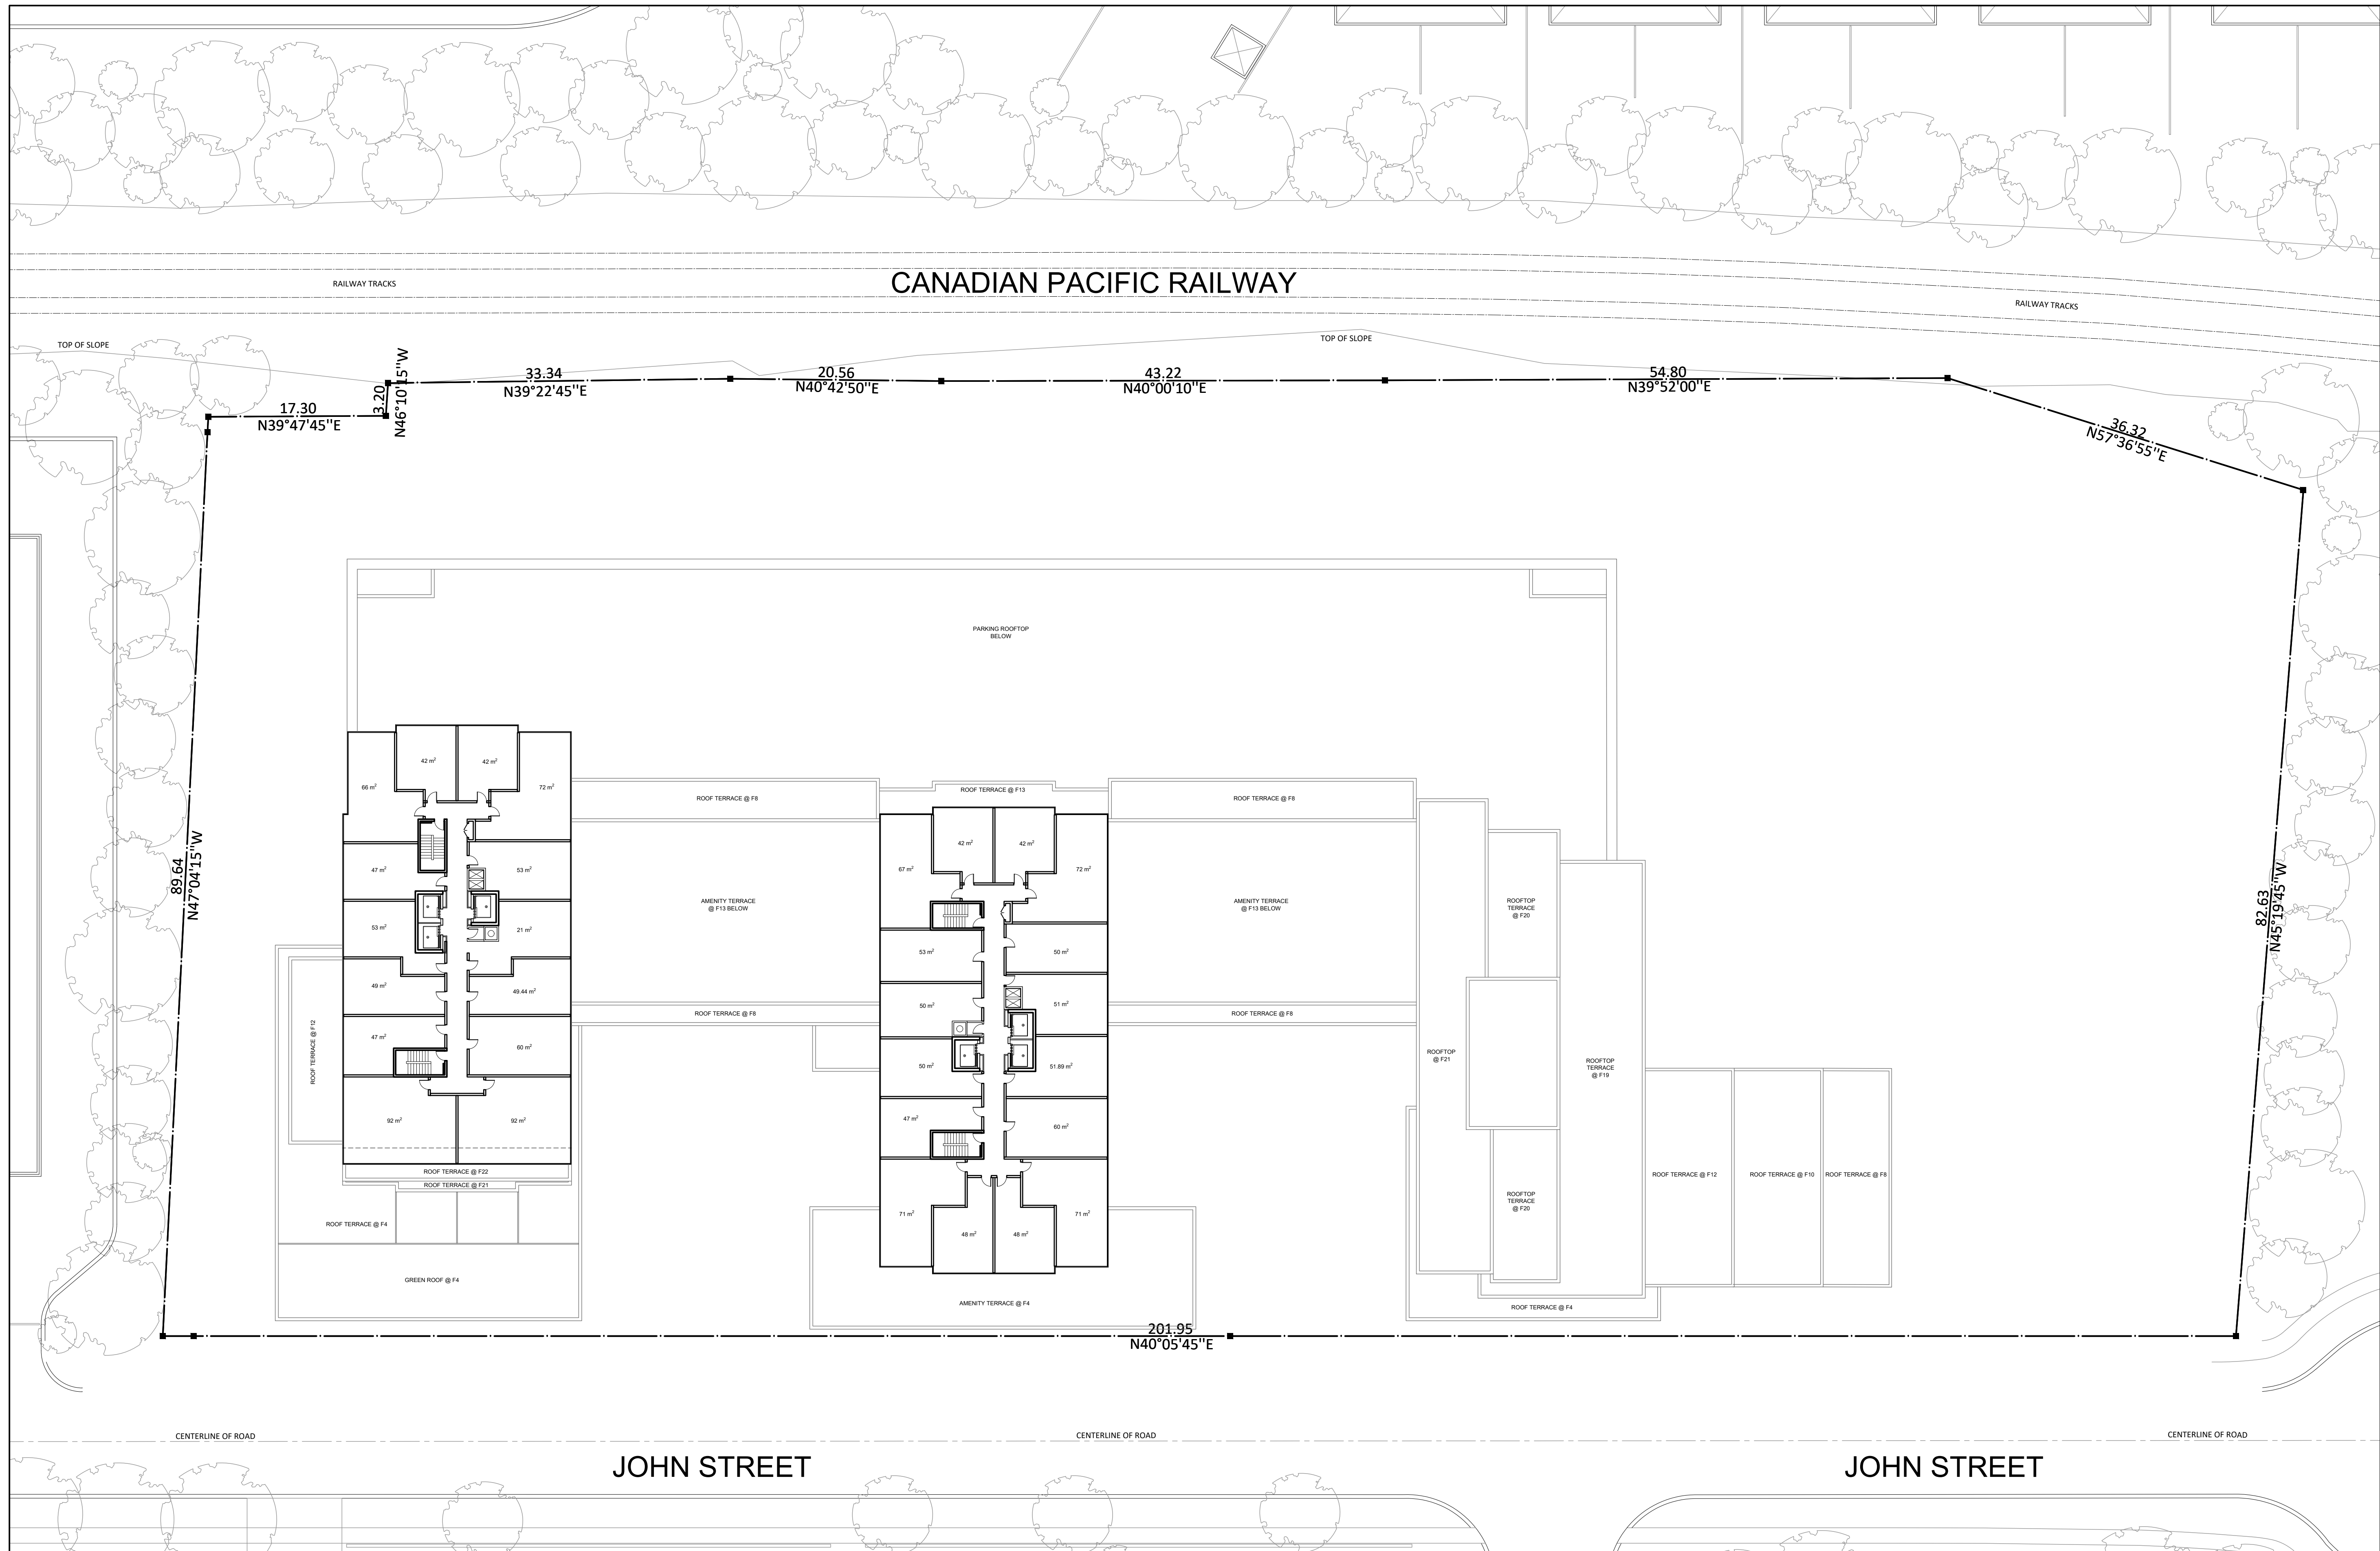 CANADIAN PACIFIC RAILWAY
RAILWAY TRACKS
RAILWAY TRACKS
TOP OF SLOPE
TOP OF SLOPE
17.30
N39°47'45"E
3.20
N46°10'15"W
33.34
N39°22'45"E
20.56
N40°42'50"E
43.22
N40°00'10"E
54.80
N39°52'00"E
36.32
N57°36'55"E
89.64
N47°04'15"W
82.63
N45°19'45"W
PARKING ROOFTOP
BELOW
66 m²
42 m²
42 m²
72 m²
47 m²
53 m²
53 m²
21 m²
49 m²
49.44 m²
47 m²
60 m²
92 m²
92 m²
ROOF TERRACE @ F12
ROOF TERRACE @ F22
ROOF TERRACE @ F21
ROOF TERRACE @ F4
GREEN ROOF @ F4
ROOF TERRACE @ F8
AMENITY TERRACE
@ F13 BELOW
ROOF TERRACE @ F8
ROOF TERRACE @ F13
67 m²
42 m²
42 m²
72 m²
53 m²
50 m²
50 m²
51 m²
50 m²
51.89 m²
47 m²
60 m²
71 m²
48 m²
48 m²
71 m²
AMENITY TERRACE @ F4
ROOF TERRACE @ F8
AMENITY TERRACE
@ F13 BELOW
ROOF TERRACE @ F8
ROOFTOP
TERRACE
@ F20
ROOFTOP
@ F21
ROOFTOP
TERRACE
@ F19
ROOFTOP
TERRACE
@ F20
ROOF TERRACE @ F12
ROOF TERRACE @ F10
ROOF TERRACE @ F8
ROOF TERRACE @ F4
201.95
N40°05'45"E
CENTERLINE OF ROAD
CENTERLINE OF ROAD
CENTERLINE OF ROAD
JOHN STREET
JOHN STREET